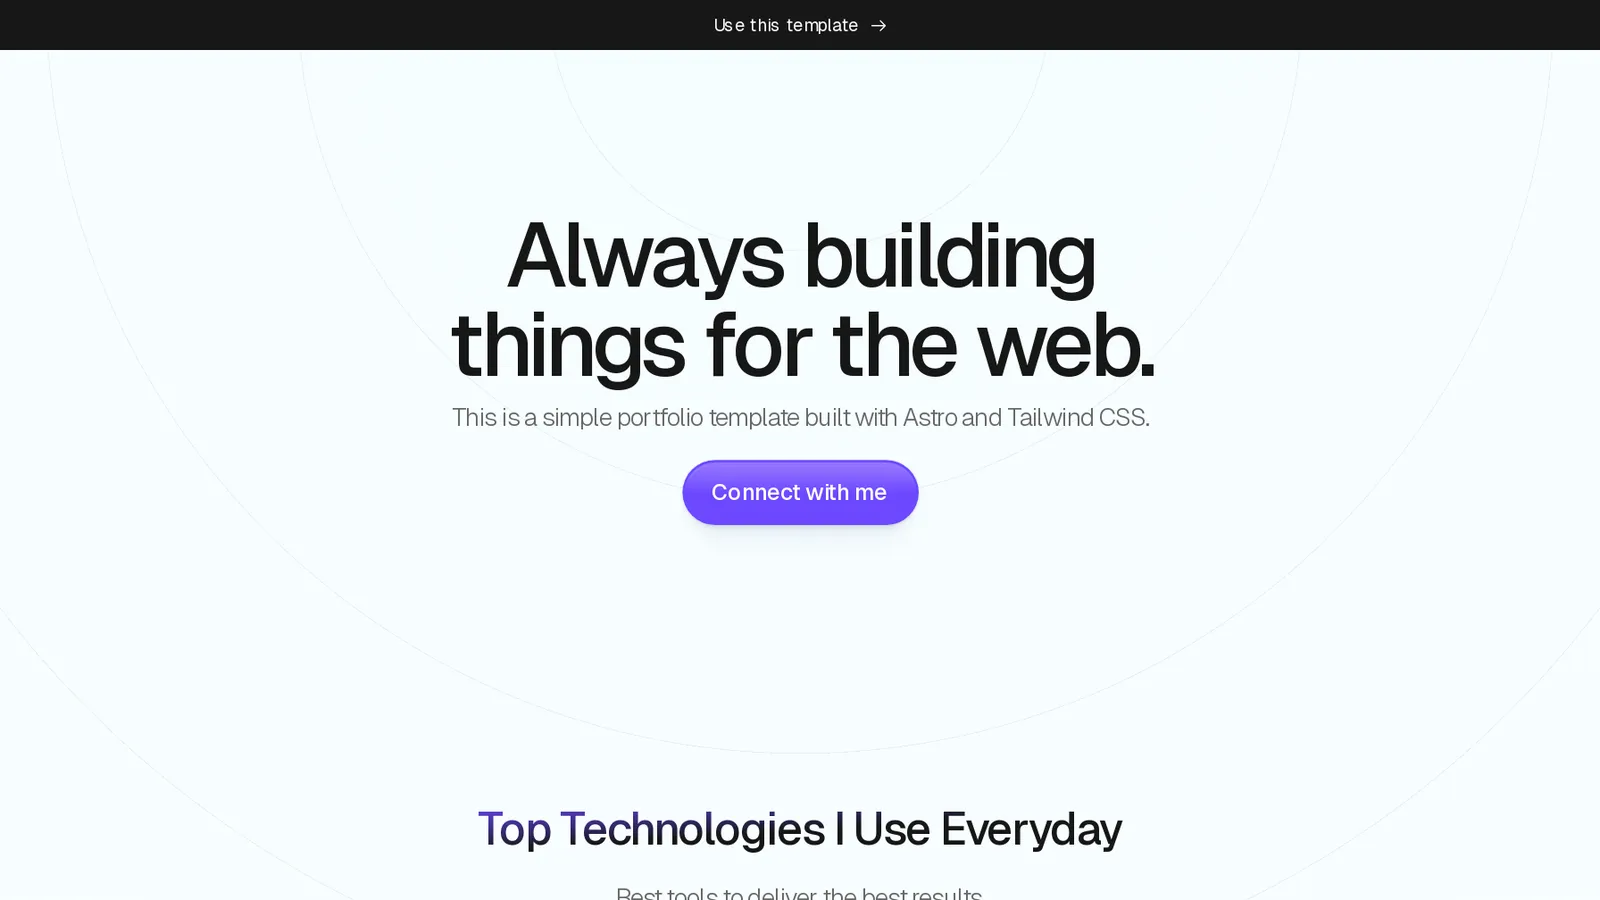 Use this template →
Always building
things for the web.
This is a simple portfolio template built with Astro and Tailwind CSS.
Connect with me
Top Technologies I Use Everyday
Best tools to deliver the best results